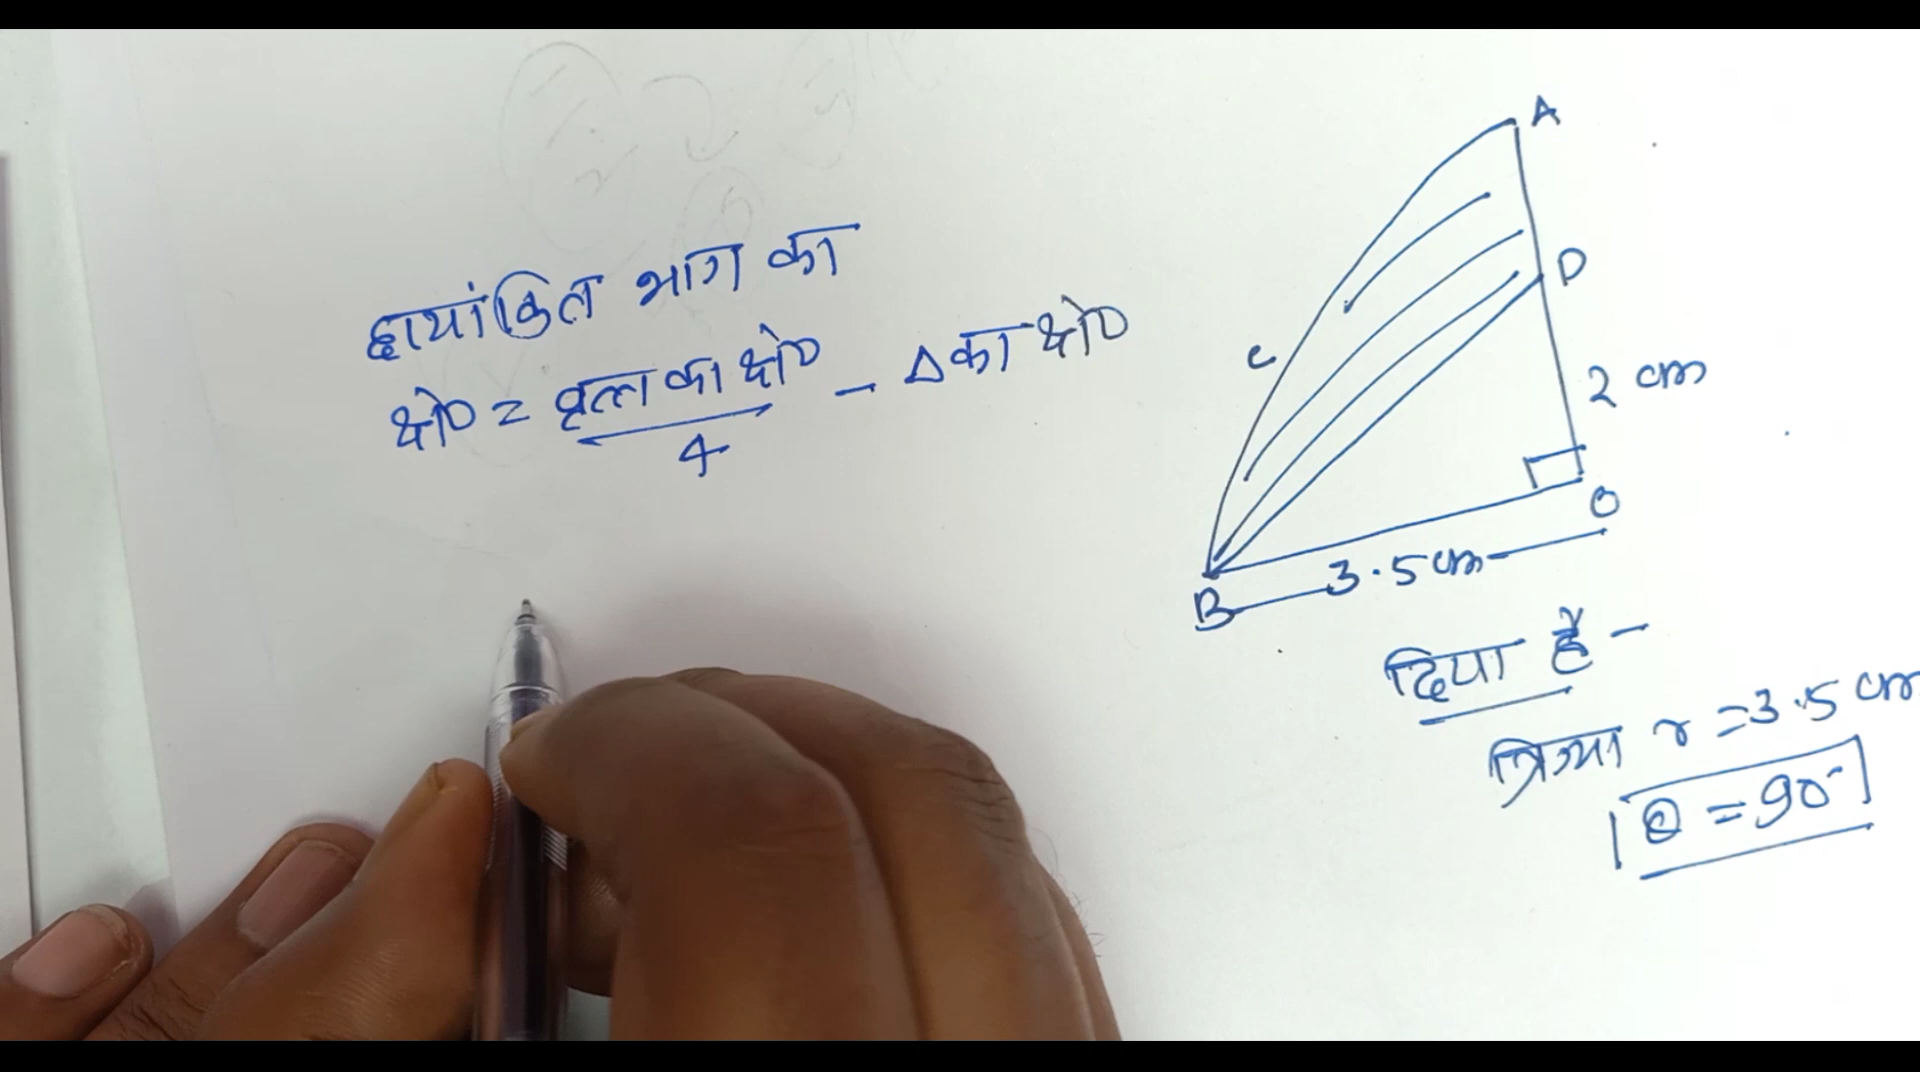 छायांकित भाग का
क्षे० = वृत्त का क्षे० / 4 - Δ का क्षे०
A
D
c
2 cm
O
3.5 cm
B
दिया है -
त्रिज्या r = 3.5 cm
θ = 90°